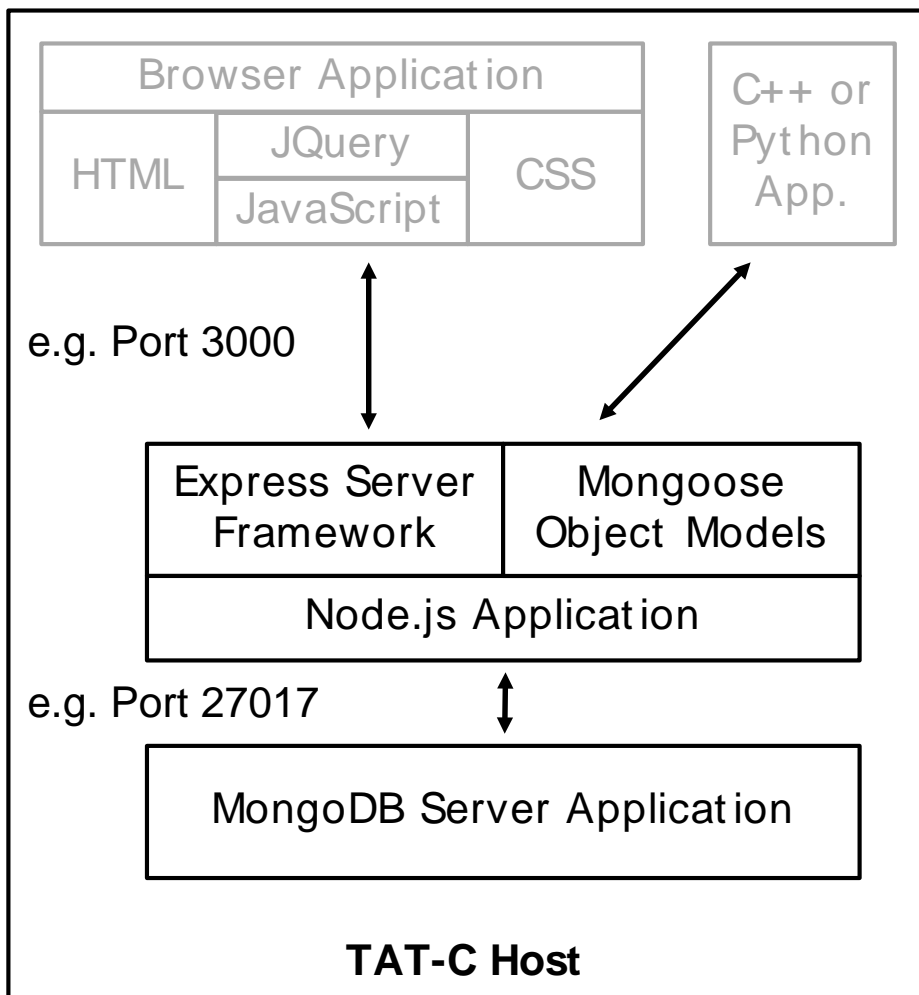 Browser Application
HTML
JQuery
JavaScript
CSS
C++ or
Python
App.
e.g. Port 3000
Express Server
Framework
Mongoose
Object Models
Node.js Application
e.g. Port 27017
MongoDB Server Application
TAT-C Host